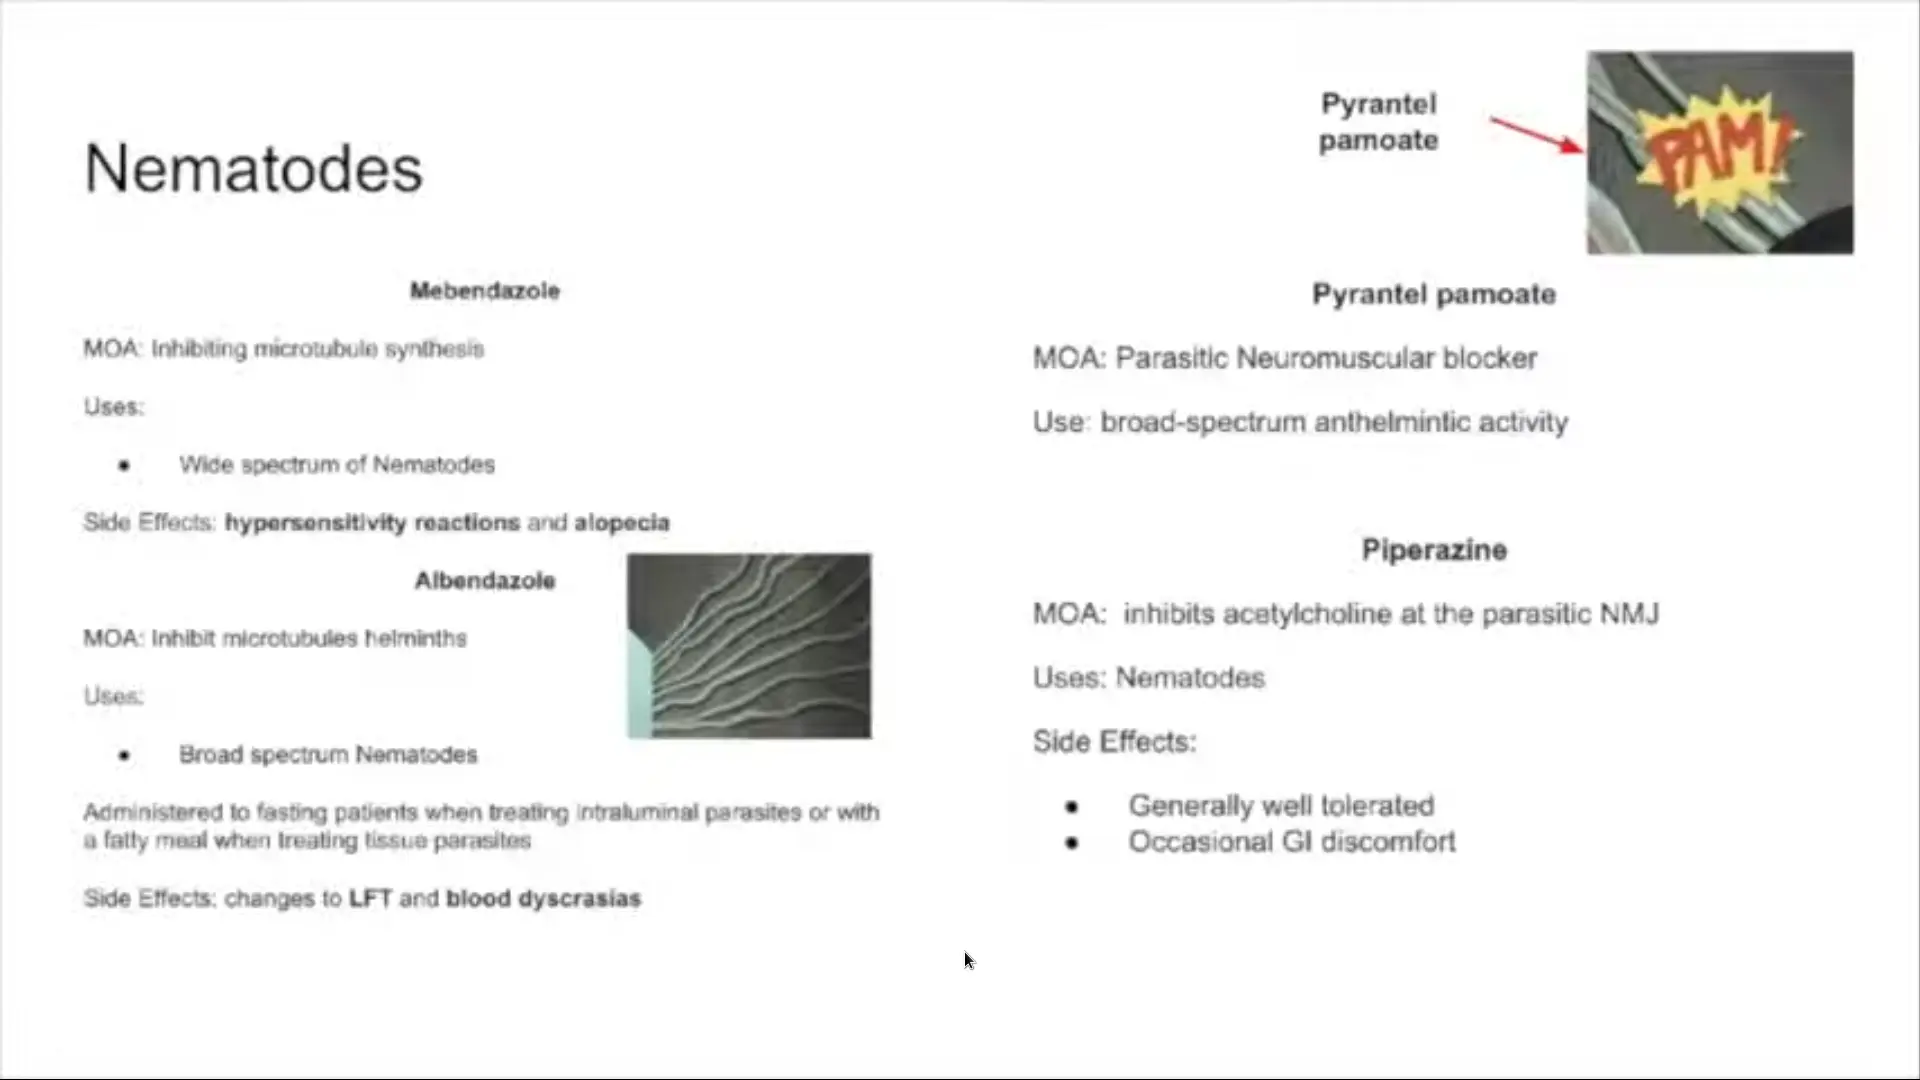 Nematodes
Mebendazole
MOA: Inhibiting microtubule synthesis
Uses:
• Wide spectrum of Nematodes
Side Effects: hypersensitivity reactions and alopecia
Albendazole
MOA: Inhibit microtubules helminths
Uses:
• Broad spectrum Nematodes
Administered to fasting patients when treating intraluminal parasites or with
a fatty meal when treating tissue parasites
Side Effects: changes to LFT and blood dyscrasias
Pyrantel
pamoate
PAM!
Pyrantel pamoate
MOA: Parasitic Neuromuscular blocker
Use: broad-spectrum anthelmintic activity
Piperazine
MOA: inhibits acetylcholine at the parasitic NMJ
Uses: Nematodes
Side Effects:
• Generally well tolerated
• Occasional GI discomfort